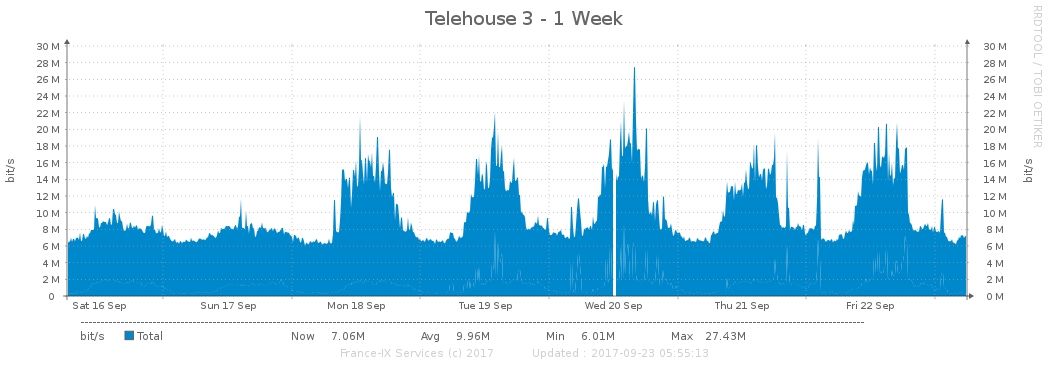 Telehouse 3 - 1 Week
RRDTOOL / TOBI OETIKER
30 M 30 M
28 M 28 M
26 M 26 M
24 M 24 M
22 M 22 M
20 M 20 M
18 M 18 M
16 M 16 M
14 M 14 M
12 M 12 M
10 M 10 M
8 M 8 M
6 M 6 M
4 M 4 M
2 M 2 M
0 0 M
bit/s bit/s
Sat 16 Sep Sun 17 Sep Mon 18 Sep Tue 19 Sep Wed 20 Sep Thu 21 Sep Fri 22 Sep
bit/s Total Now 7.06M Avg 9.96M Min 6.01M Max 27.43M
France-IX Services (c) 2017 Updated : 2017-09-23 05:55:13